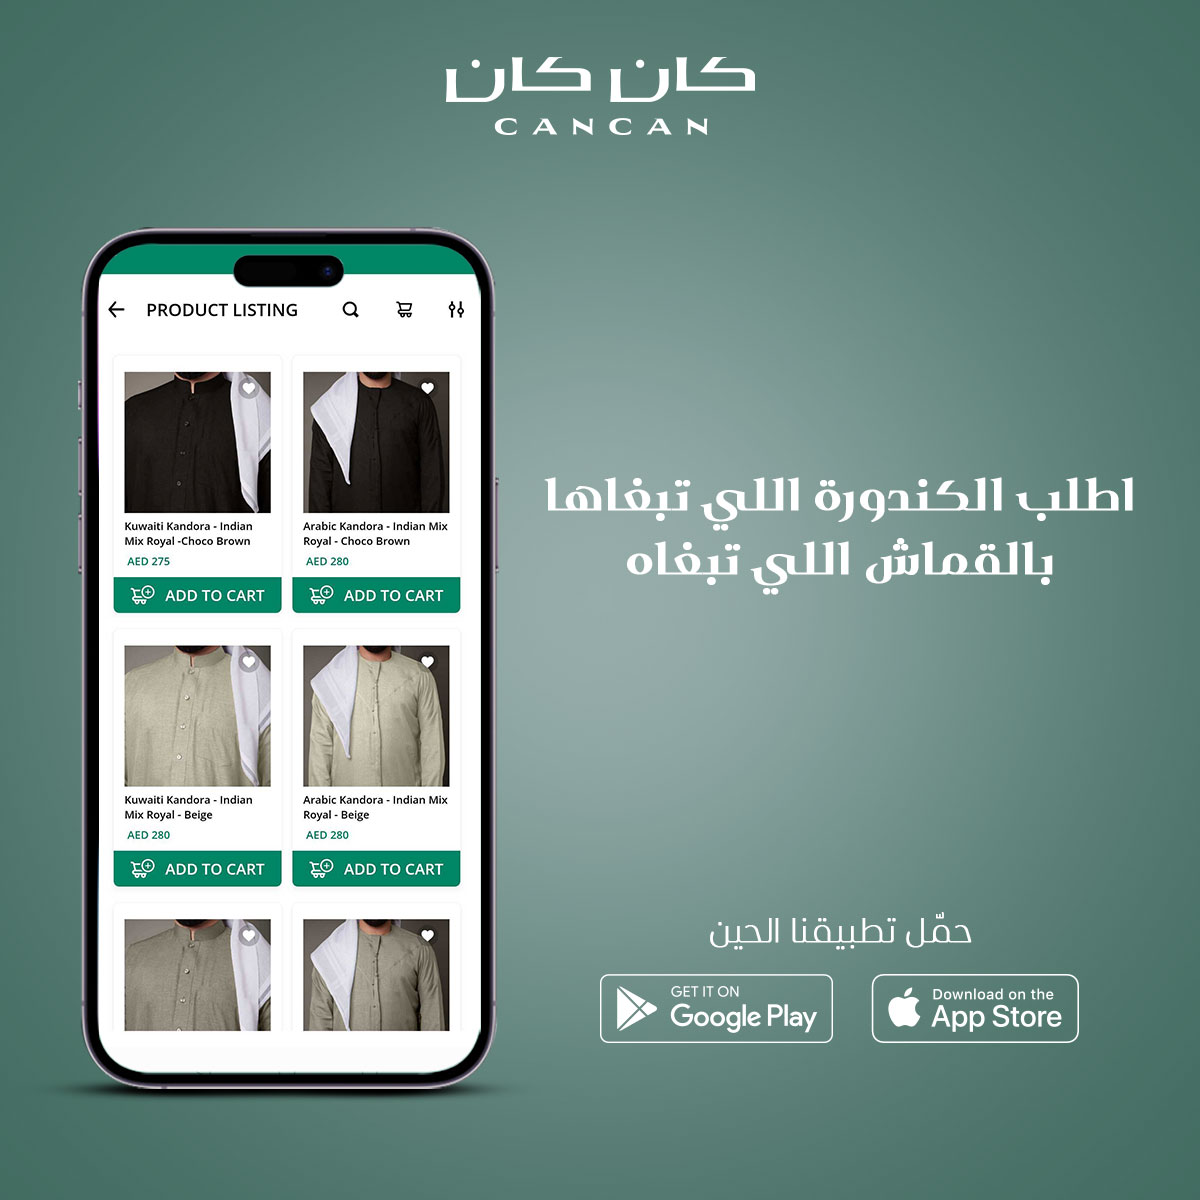 كان كان
CANCAN
PRODUCT LISTING
Kuwaiti Kandora - Indian
Mix Royal -Choco Brown
AED 275
ADD TO CART
Arabic Kandora - Indian Mix
Royal - Choco Brown
AED 280
ADD TO CART
Kuwaiti Kandora - Indian
Mix Royal - Beige
AED 280
ADD TO CART
Arabic Kandora - Indian Mix
Royal - Beige
AED 280
ADD TO CART
اطلب الكندورة اللي تبغاها
بالقماش اللي تبغاه
حمّل تطبيقنا الحين
GET IT ON
Google Play
Download on the
App Store